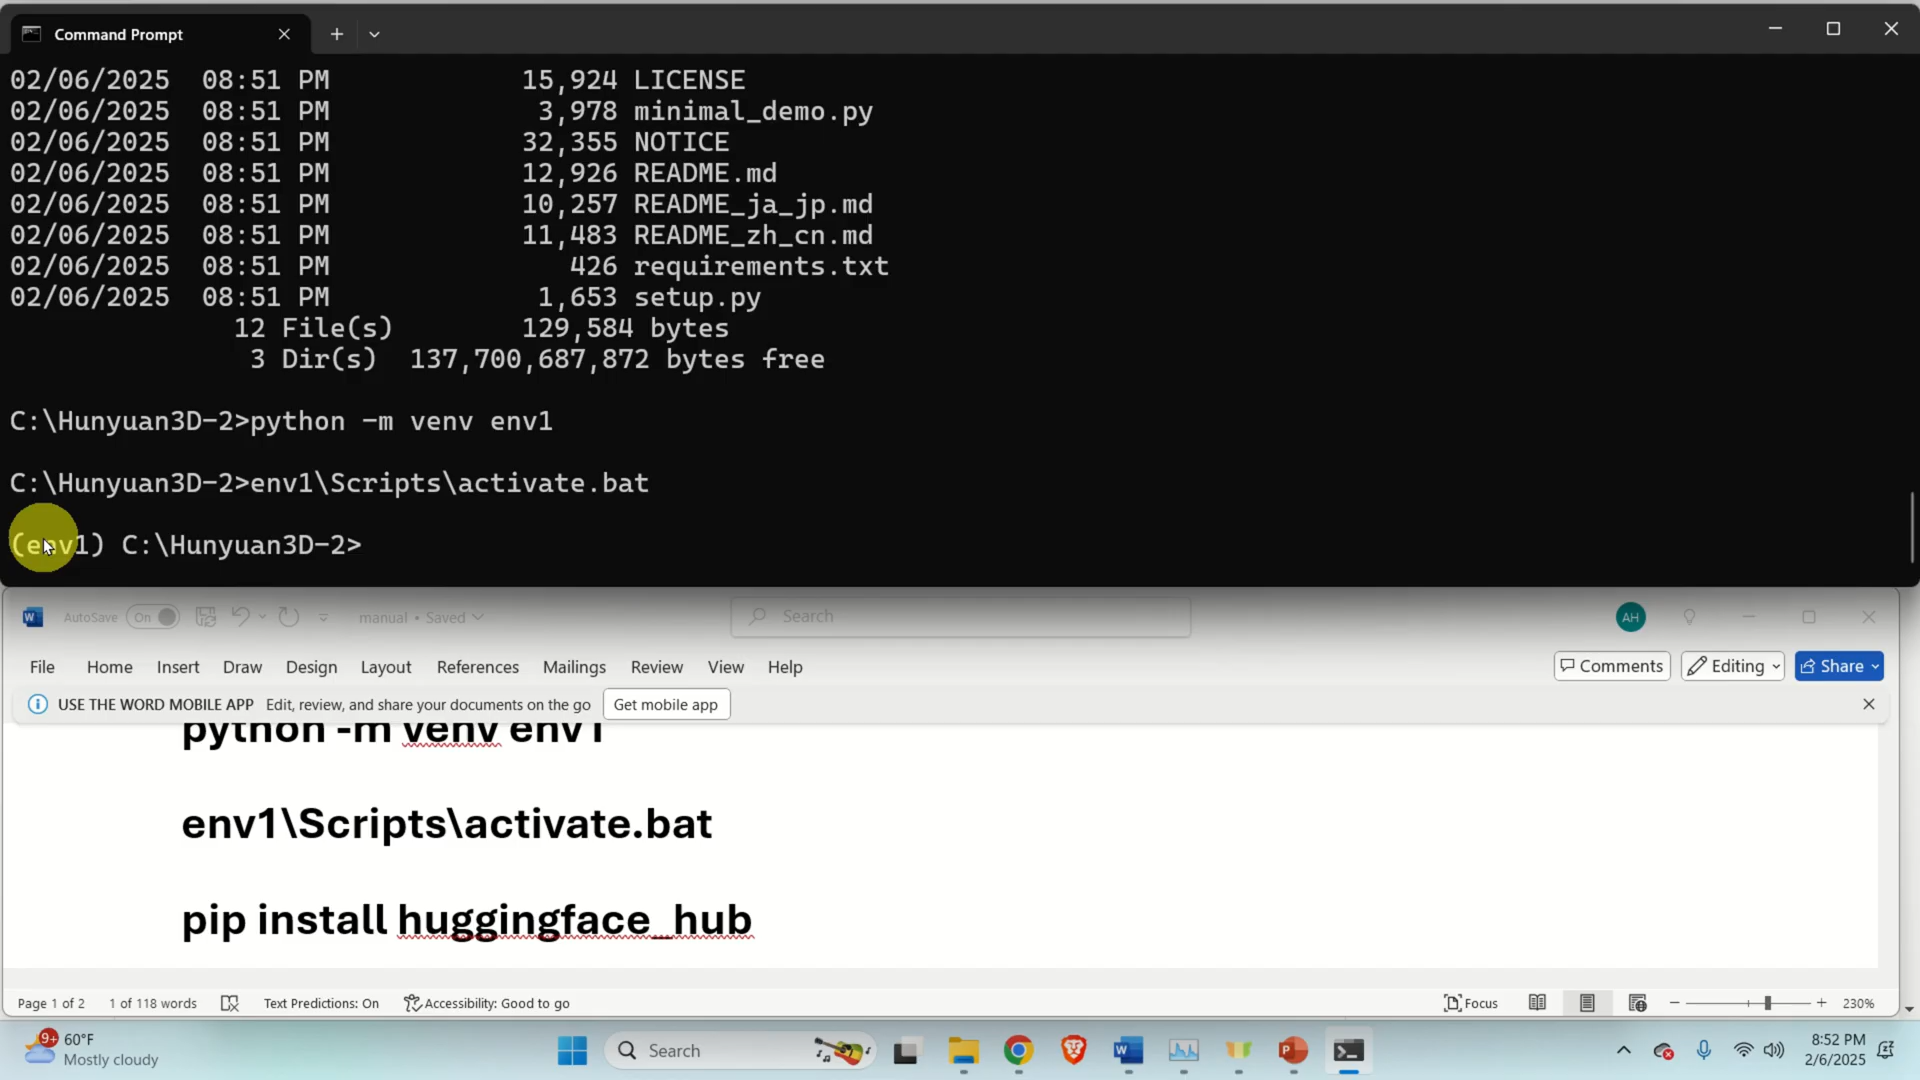 Command Prompt
02/06/2025 08:51 PM 15,924 LICENSE
02/06/2025 08:51 PM 3,978 minimal_demo.py
02/06/2025 08:51 PM 32,355 NOTICE
02/06/2025 08:51 PM 12,926 README.md
02/06/2025 08:51 PM 10,257 README_ja_jp.md
02/06/2025 08:51 PM 11,483 README_zh_cn.md
02/06/2025 08:51 PM 426 requirements.txt
02/06/2025 08:51 PM 1,653 setup.py
12 File(s) 129,584 bytes
3 Dir(s) 137,700,687,872 bytes free
C:\Hunyuan3D-2>python -m venv env1
C:\Hunyuan3D-2>env1\Scripts\activate.bat
(env1) C:\Hunyuan3D-2>
AutoSave On manual • Saved Search AH
File Home Insert Draw Design Layout References Mailings Review View Help Comments Editing Share
USE THE WORD MOBILE APP Edit, review, and share your documents on the go Get mobile app
python -m venv env1
env1\Scripts\activate.bat
pip install huggingface_hub
Page 1 of 2 1 of 118 words Text Predictions: On Accessibility: Good to go Focus 230%
9+ 60°F
Mostly cloudy
Search
8:52 PM
2/6/2025